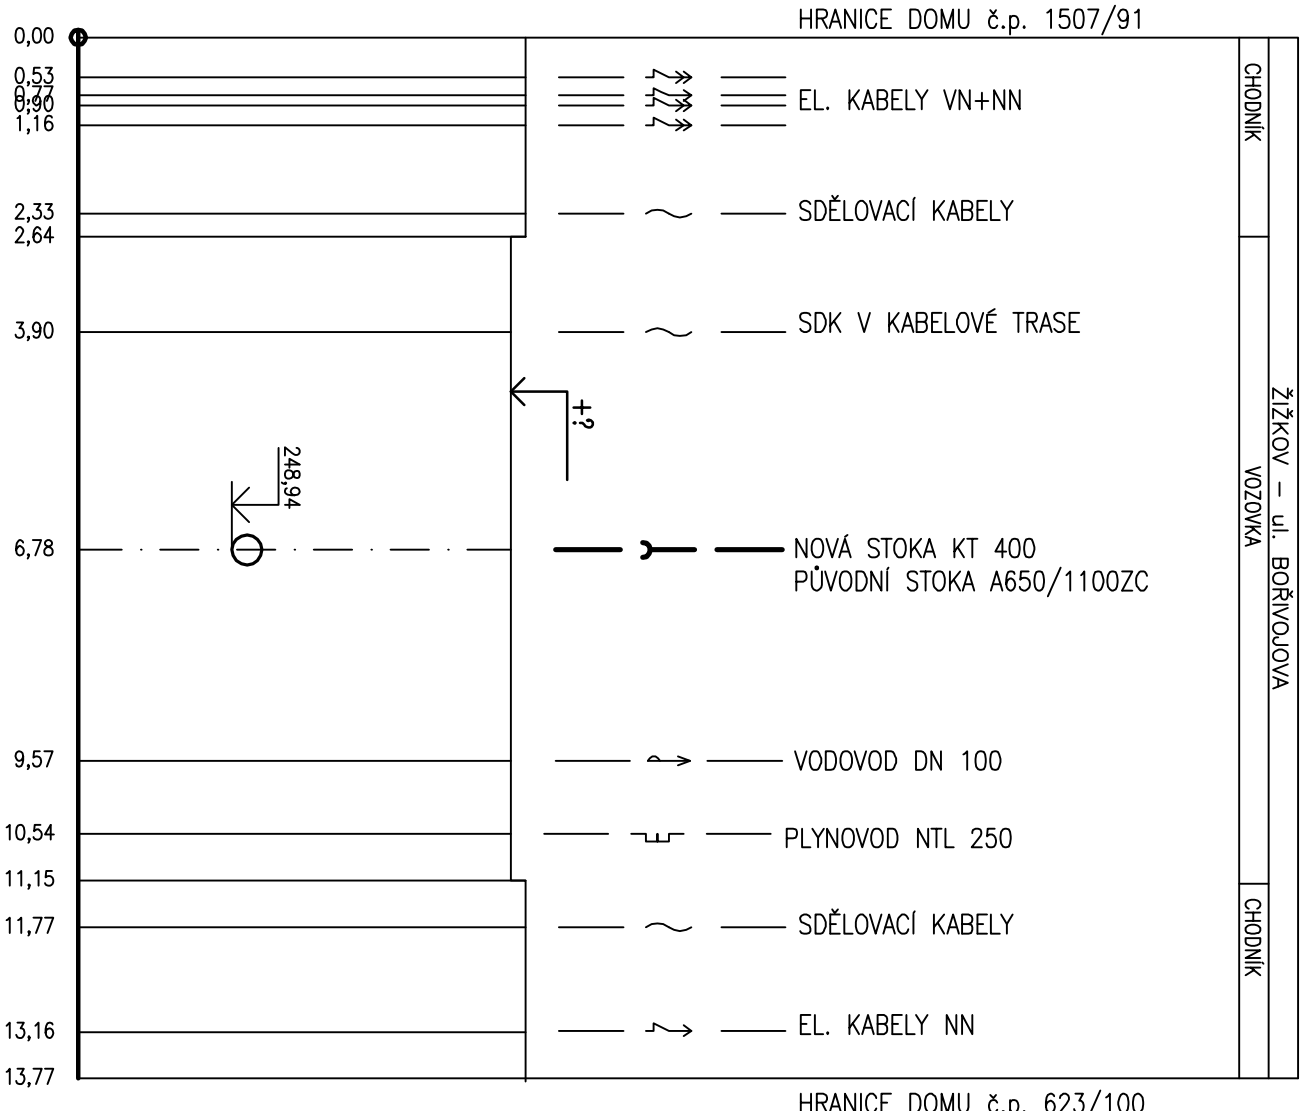 HRANICE DOMU č.p. 1507/91
0,00
0,53
0,77
0,90
EL. KABELY VN+NN
1,16
CHODNÍK
2,33
SDĚLOVACÍ KABELY
2,64
3,90
SDK V KABELOVÉ TRASE
+?
248,94
6,78
NOVÁ STOKA KT 400
PŮVODNÍ STOKA A650/1100ZC
VOZOVKA
ŽIŽKOV – ul. BOŘIVOJOVA
9,57
VODOVOD DN 100
10,54
PLYNOVOD NTL 250
11,15
11,77
SDĚLOVACÍ KABELY
CHODNÍK
13,16
EL. KABELY NN
13,77
HRANICE DOMU č.p. 623/100